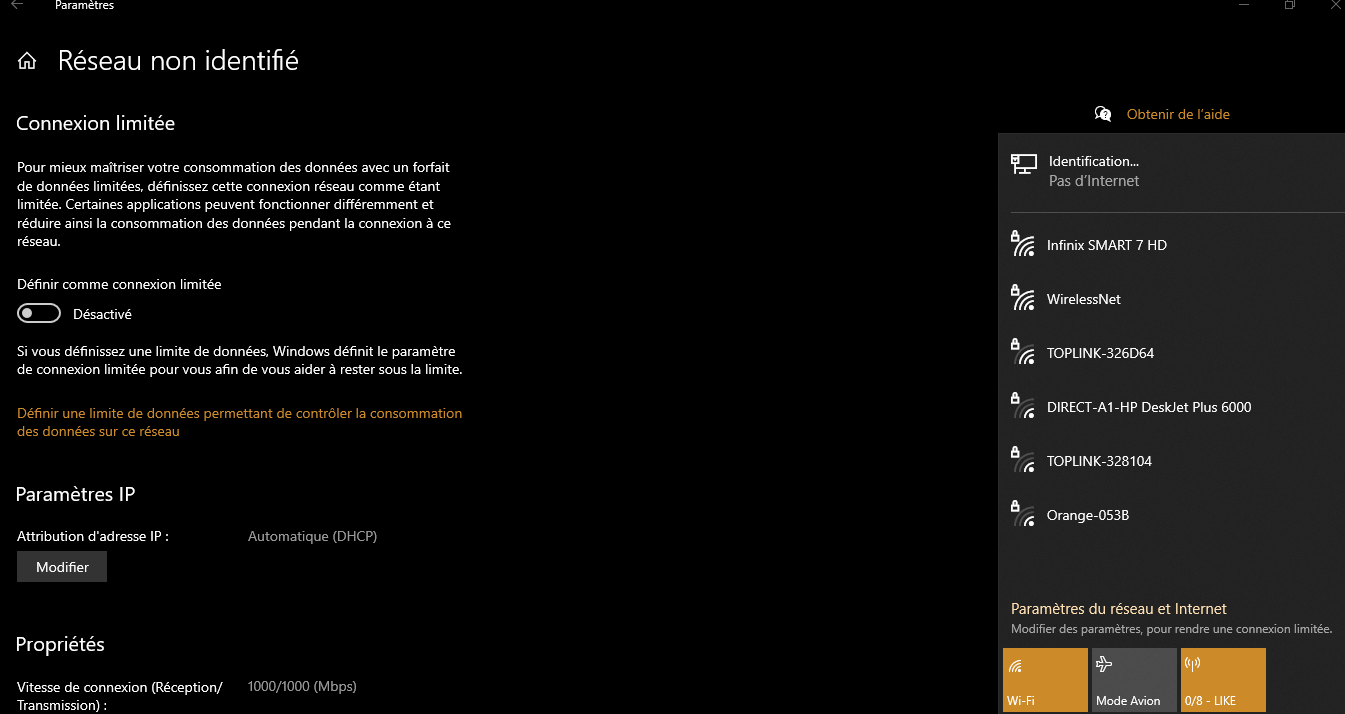 Paramètres
Réseau non identifié
Connexion limitée
Pour mieux maîtriser votre consommation des données avec un forfait
de données limitées, définissez cette connexion réseau comme étant
limitée. Certaines applications peuvent fonctionner différemment et
réduire ainsi la consommation des données pendant la connexion à ce
réseau.
Définir comme connexion limitée
Désactivé
Si vous définissez une limite de données, Windows définit le paramètre
de connexion limitée pour vous afin de vous aider à rester sous la limite.
Définir une limite de données permettant de contrôler la consommation
des données sur ce réseau
Paramètres IP
Attribution d'adresse IP : Automatique (DHCP)
Modifier
Propriétés
Vitesse de connexion (Réception/ 1000/1000 (Mbps)
Transmission) :
Obtenir de l'aide
Identification...
Pas d'Internet
Infinix SMART 7 HD
WirelessNet
TOPLINK-326D64
DIRECT-A1-HP DeskJet Plus 6000
TOPLINK-328104
Orange-053B
Paramètres du réseau et Internet
Modifier des paramètres, pour rendre une connexion limitée.
Wi-Fi
Mode Avion
0/8 - LIKE